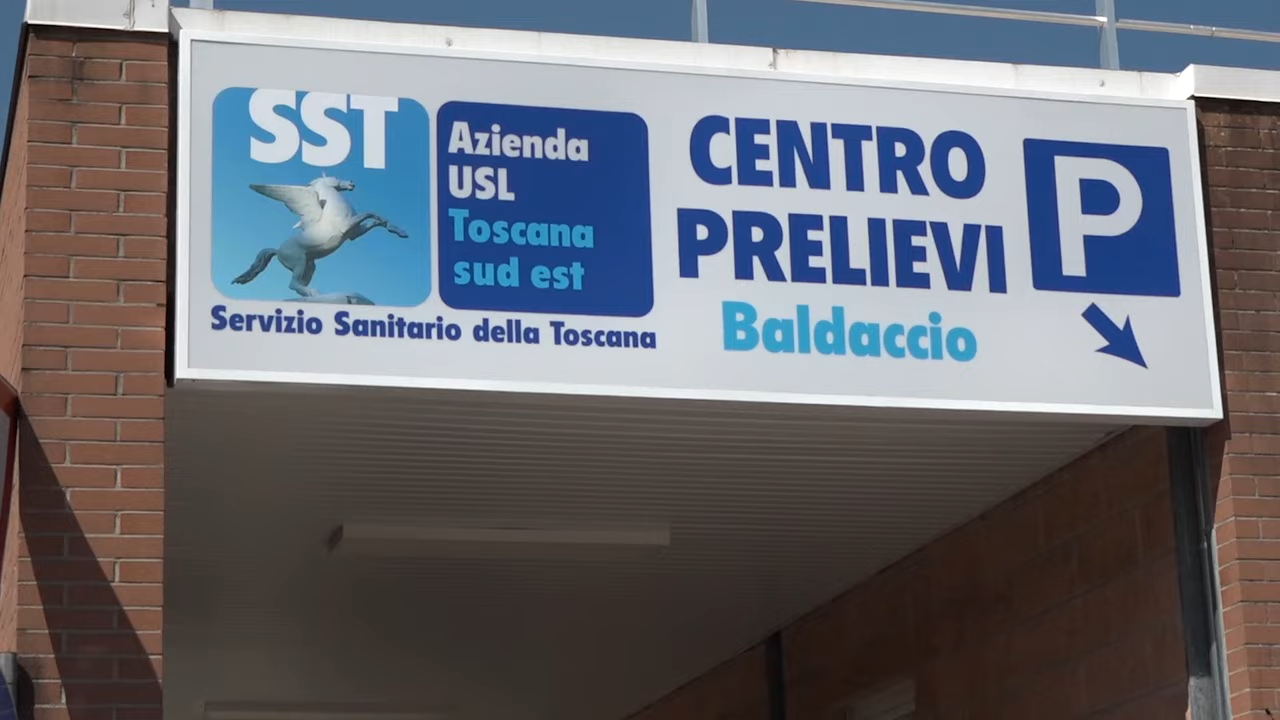 SST
Azienda
USL
Toscana
sud est
Servizio Sanitario della Toscana
CENTRO
PRELIEVI
Baldaccio
P